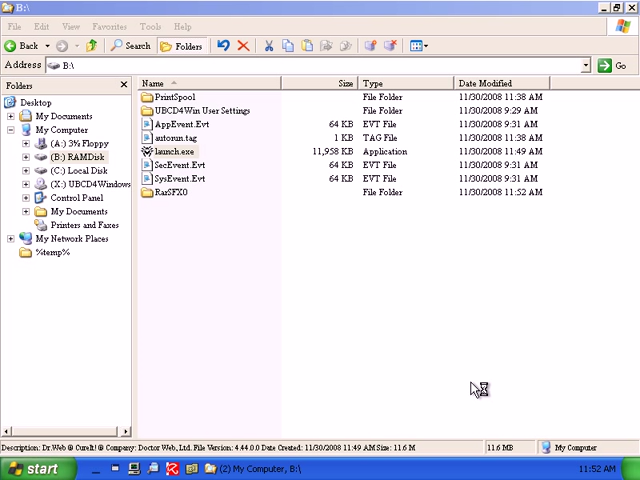 B:\
File Edit View Favorites Tools Help
Back Search Folders
Address B:\ Go
Folders
Desktop
My Documents
My Computer
(A:) 3½ Floppy
(B:) RAMDisk
(C:) Local Disk
(X:) UBCD4Windows
Control Panel
My Documents
Printers and Faxes
My Network Places
%temp%
Name Size Type Date Modified
PrintSpool File Folder 11/30/2008 11:38 AM
UBCD4Win User Settings File Folder 11/30/2008 9:29 AM
AppEvent.Evt 64 KB EVT File 11/30/2008 9:31 AM
autorun.tag 1 KB TAG File 11/30/2008 11:38 AM
launch.exe 11,958 KB Application 11/30/2008 11:49 AM
SecEvent.Evt 64 KB EVT File 11/30/2008 9:31 AM
SysEvent.Evt 64 KB EVT File 11/30/2008 9:31 AM
RarSFX0 File Folder 11/30/2008 11:52 AM
Description: Dr.Web ® CureIt! ® Company: Doctor Web, Ltd. File Version: 4.44.0.0 Date Created: 11/30/2008 11:49 AM Size: 11.6 M 11.6 MB My Computer
start (2) My Computer, B:\ 11:52 AM